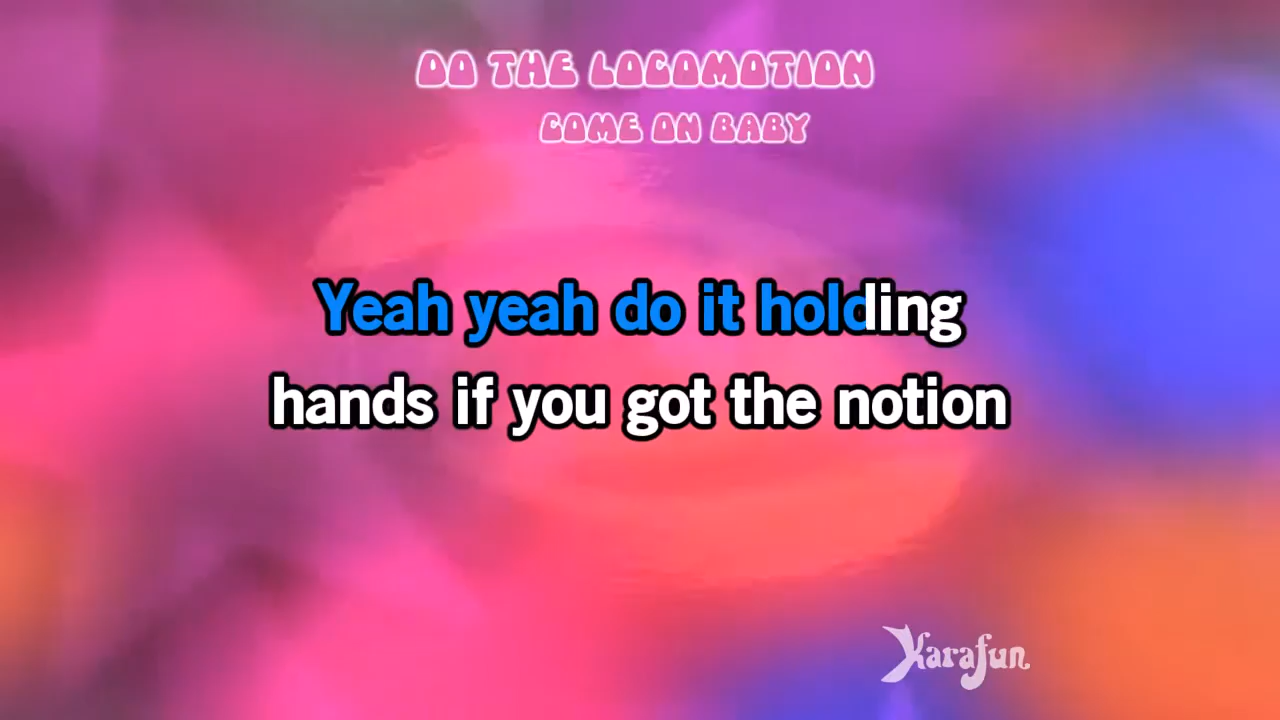 DO THE LOCOMOTION
COME ON BABY
Yeah yeah do it holding
hands if you got the notion
Karafun